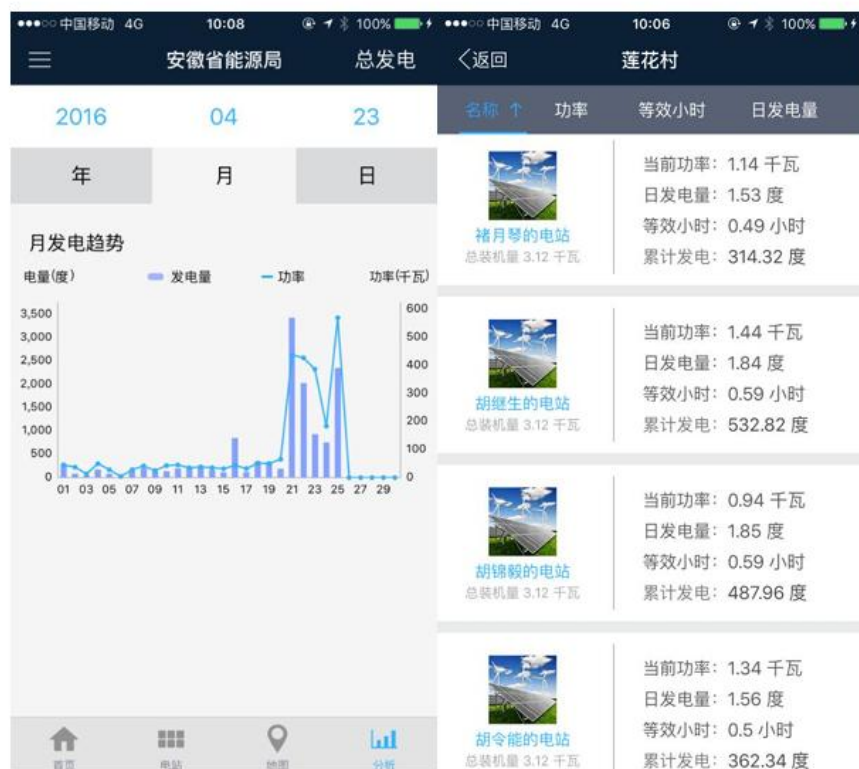 中国移动 4G 10:08 100%
安徽省能源局 总发电
2016 04 23
年 月 日
月发电趋势
电量(度) 发电量 功率 功率(千瓦)
3,500
3,000
2,500
2,000
1,500
1,000
500
0
600
500
400
300
200
100
0
01 03 05 07 09 11 13 15 17 19 21 23 25 27 29
首页 电站 地图 分析
中国移动 4G 10:06 100%
返回 莲花村
名称 ↑ 功率 等效小时 日发电量
褚月琴的电站
总装机量 3.12 千瓦
当前功率: 1.14 千瓦
日发电量: 1.53 度
等效小时: 0.49 小时
累计发电: 314.32 度
胡继生的电站
总装机量 3.12 千瓦
当前功率: 1.44 千瓦
日发电量: 1.84 度
等效小时: 0.59 小时
累计发电: 532.82 度
胡锦毅的电站
总装机量 3.12 千瓦
当前功率: 0.94 千瓦
日发电量: 1.85 度
等效小时: 0.59 小时
累计发电: 487.96 度
胡令能的电站
总装机量 3.12 千瓦
当前功率: 1.34 千瓦
日发电量: 1.56 度
等效小时: 0.5 小时
累计发电: 362.34 度